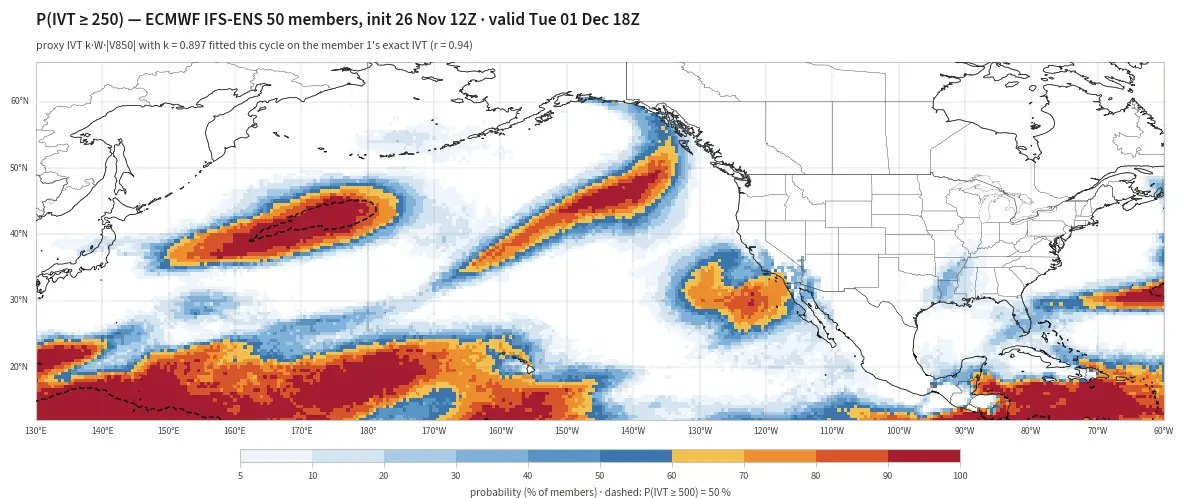 P(IVT ≥ 250) — ECMWF IFS-ENS 50 members, init 26 Nov 12Z · valid Tue 01 Dec 18Z
proxy IVT k·W·|V850| with k = 0.897 fitted this cycle on the member 1's exact IVT (r = 0.94)
60°N
50°N
40°N
30°N
20°N
130°E 140°E 150°E 160°E 170°E 180° 170°W 160°W 150°W 140°W 130°W 120°W 110°W 100°W 90°W 80°W 70°W 60°W
5 10 20 30 40 50 60 70 80 90 100
probability (% of members) · dashed: P(IVT ≥ 500) = 50 %